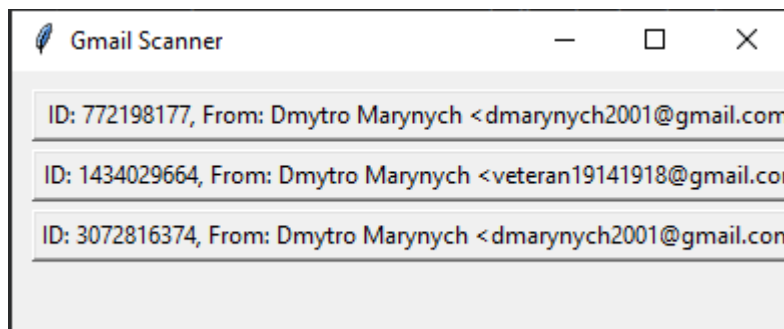 Gmail Scanner
ID: 772198177, From: Dmytro Marynych <dmarynych2001@gmail.com
ID: 1434029664, From: Dmytro Marynych <veteran19141918@gmail.co
ID: 3072816374, From: Dmytro Marynych <dmarynych2001@gmail.con